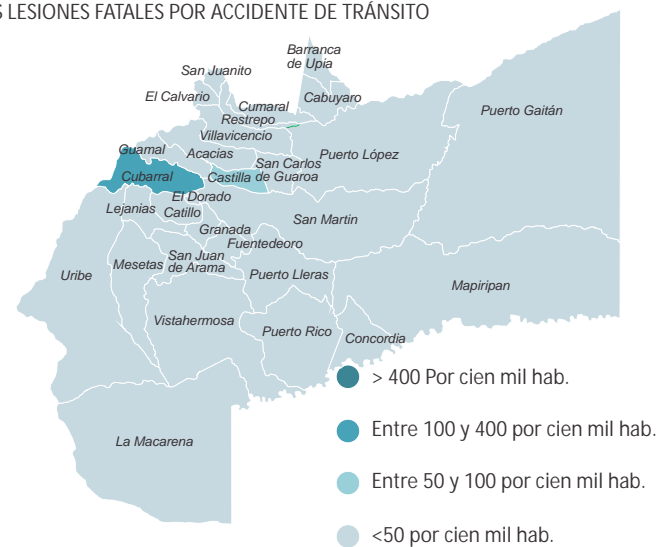 S LESIONES FATALES POR ACCIDENTE DE TRÁNSITO
Barranca
de Upia
San Juanito
El Calvario
Cabuyaro
Cumaral
Puerto Gaitán
Restrepo
Villavicencio
Guamal
Acacias
Puerto López
San Carlos
de Guaroa
Cubarral
Castilla
El Dorado
Lejanias
Catillo
San Martin
Granada
Fuentedeoro
San Juan
de Arama
Mesetas
Uribe
Puerto Lleras
Mapiripan
Vistahermosa
Puerto Rico
Concordia
> 400 Por cien mil hab.
Entre 100 y 400 por cien mil hab.
La Macarena
Entre 50 y 100 por cien mil hab.
<50 por cien mil hab.